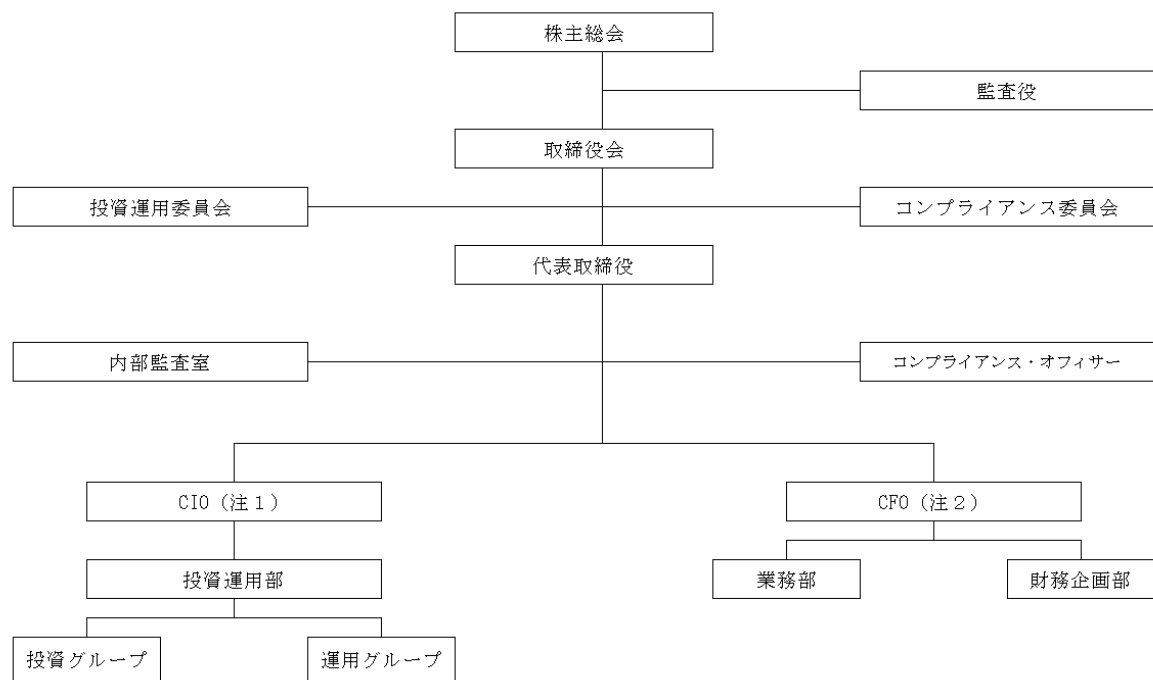 株主総会
監査役
取締役会
投資運用委員会
コンプライアンス委員会
代表取締役
内部監査室
コンプライアンス・オフィサー
CIO（注１）
CFO（注２）
投資運用部
業務部
財務企画部
投資グループ
運用グループ